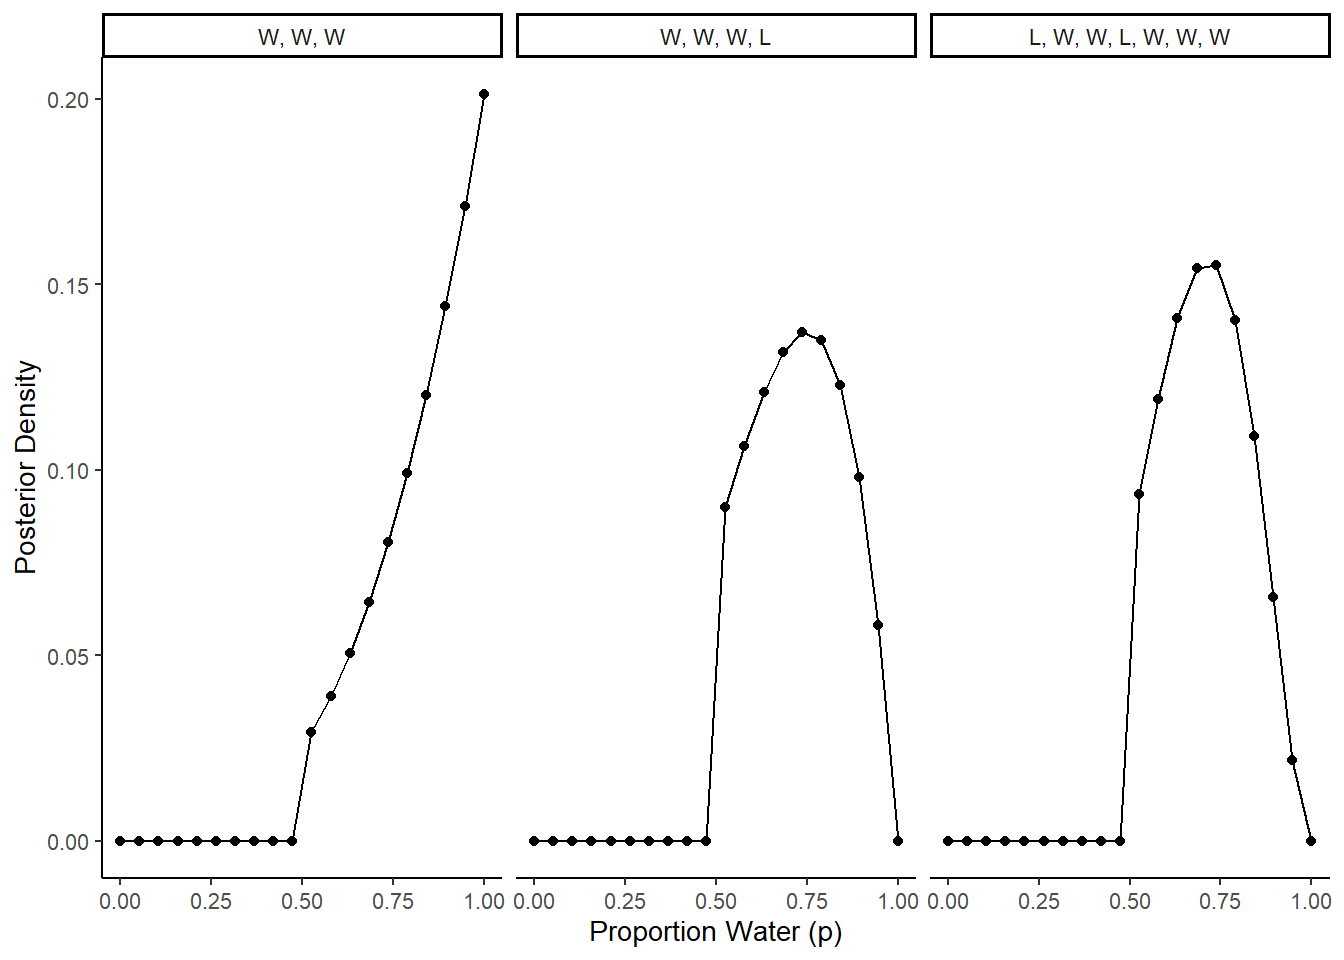 W, W, W
W, W, W, L
L, W, W, L, W, W, W
Posterior Density
0.20
0.15
0.10
0.05
0.00
0.00 0.25 0.50 0.75 1.00
0.00 0.25 0.50 0.75 1.00
0.00 0.25 0.50 0.75 1.00
Proportion Water (p)